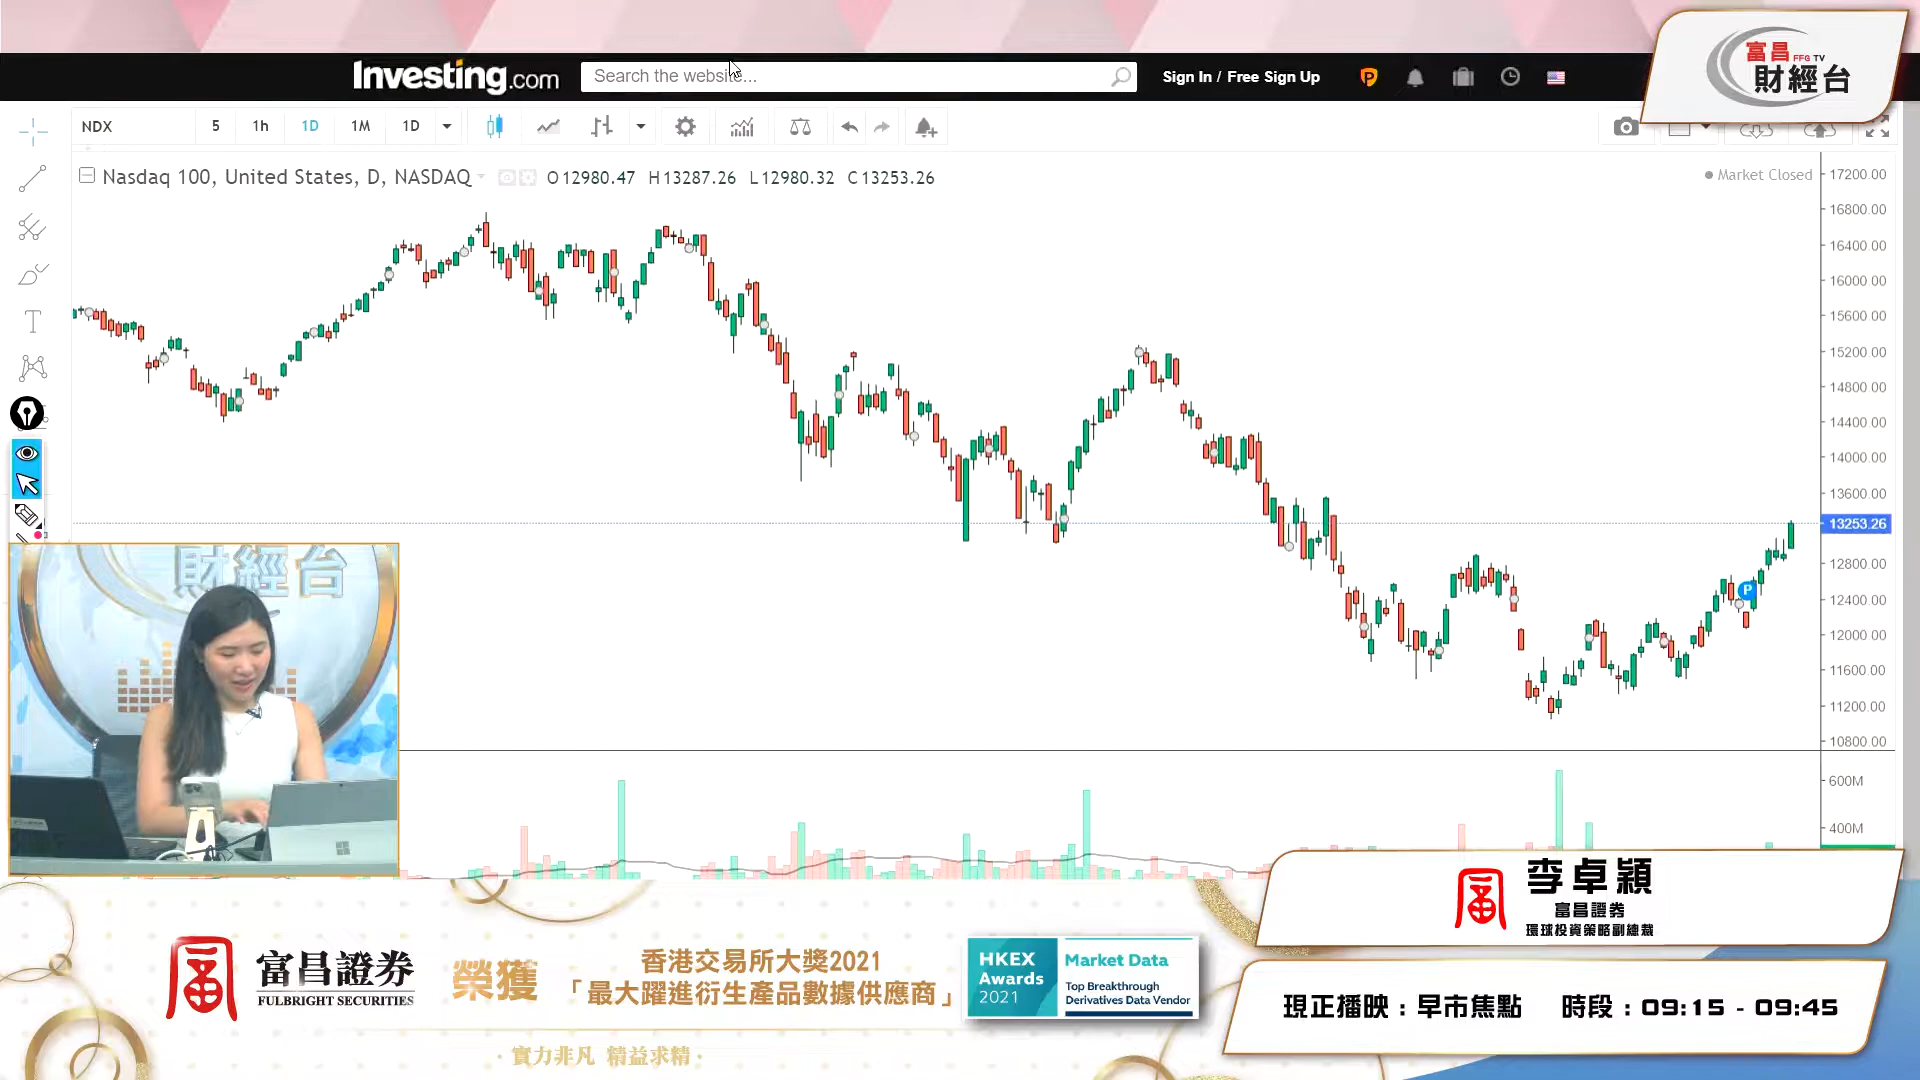 Investing.com
Search the website...
Sign In / Free Sign Up
富昌 FFG TV
財經台
NDX
5
1h
1D
1M
1D
Nasdaq 100, United States, D, NASDAQ
O 12980.47 H 13287.26 L 12980.32 C 13253.26
Market Closed
17200.00
16800.00
16400.00
16000.00
15600.00
15200.00
14800.00
14400.00
14000.00
13600.00
13253.26
12800.00
12400.00
12000.00
11600.00
11200.00
10800.00
600M
400M
P
T
財經台
李卓穎
富昌證券
環球投資策略副總裁
富昌證券
FULBRIGHT SECURITIES
榮獲
香港交易所大獎2021
「最大躍進衍生產品數據供應商」
HKEX
Awards
2021
Market Data
Top Breakthrough
Derivatives Data Vendor
現正播映：早市焦點 時段：09:15 - 09:45
· 實力非凡 精益求精 ·